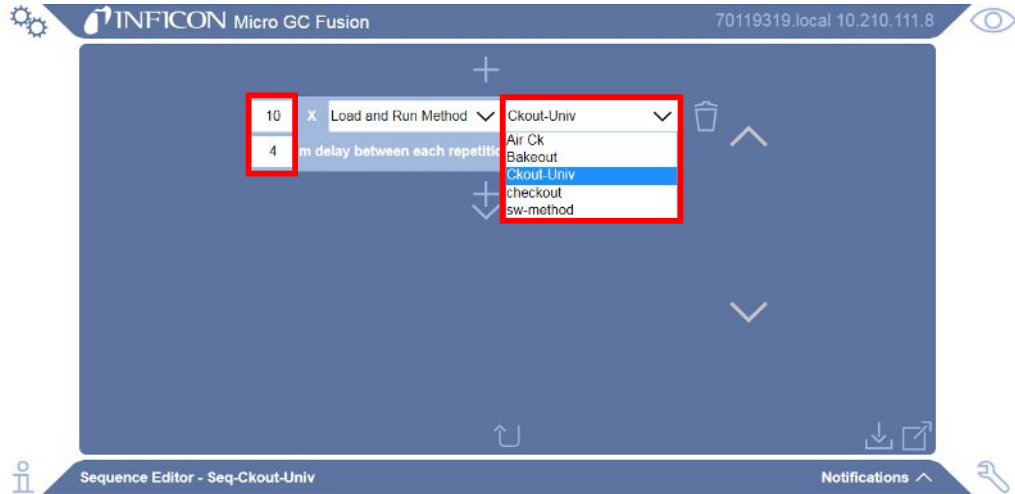 INFICON Micro GC Fusion
70119319.local 10.210.111.8
10 X Load and Run Method Ckout-Univ
4 m delay between each
Air Ck
Bakeout
Ckout-Univ
checkout
sw-method
Sequence Editor - Seq-Ckout-Univ
Notifications